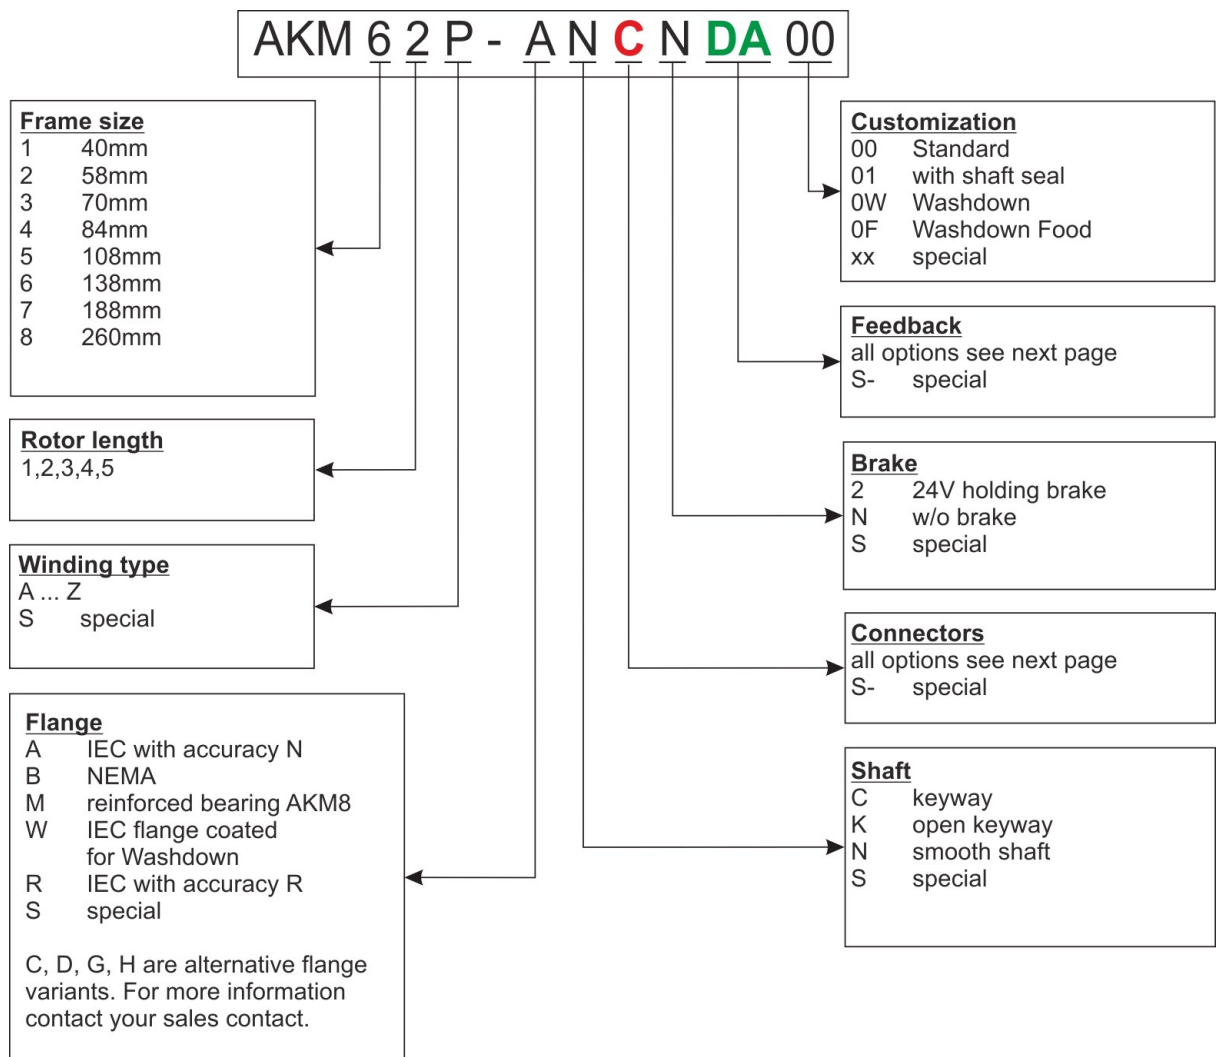 AKM 6 2 P - A N C N DA 00
Frame size
1 40mm
2 58mm
3 70mm
4 84mm
5 108mm
6 138mm
7 188mm
8 260mm
Rotor length
1,2,3,4,5
Winding type
A ... Z
S special
Flange
A IEC with accuracy N
B NEMA
M reinforced bearing AKM8
W IEC flange coated
for Washdown
R IEC with accuracy R
S special
C, D, G, H are alternative flange
variants. For more information
contact your sales contact.
Customization
00 Standard
01 with shaft seal
0W Washdown
0F Washdown Food
xx special
Feedback
all options see next page
S- special
Brake
2 24V holding brake
N w/o brake
S special
Connectors
all options see next page
S- special
Shaft
C keyway
K open keyway
N smooth shaft
S special